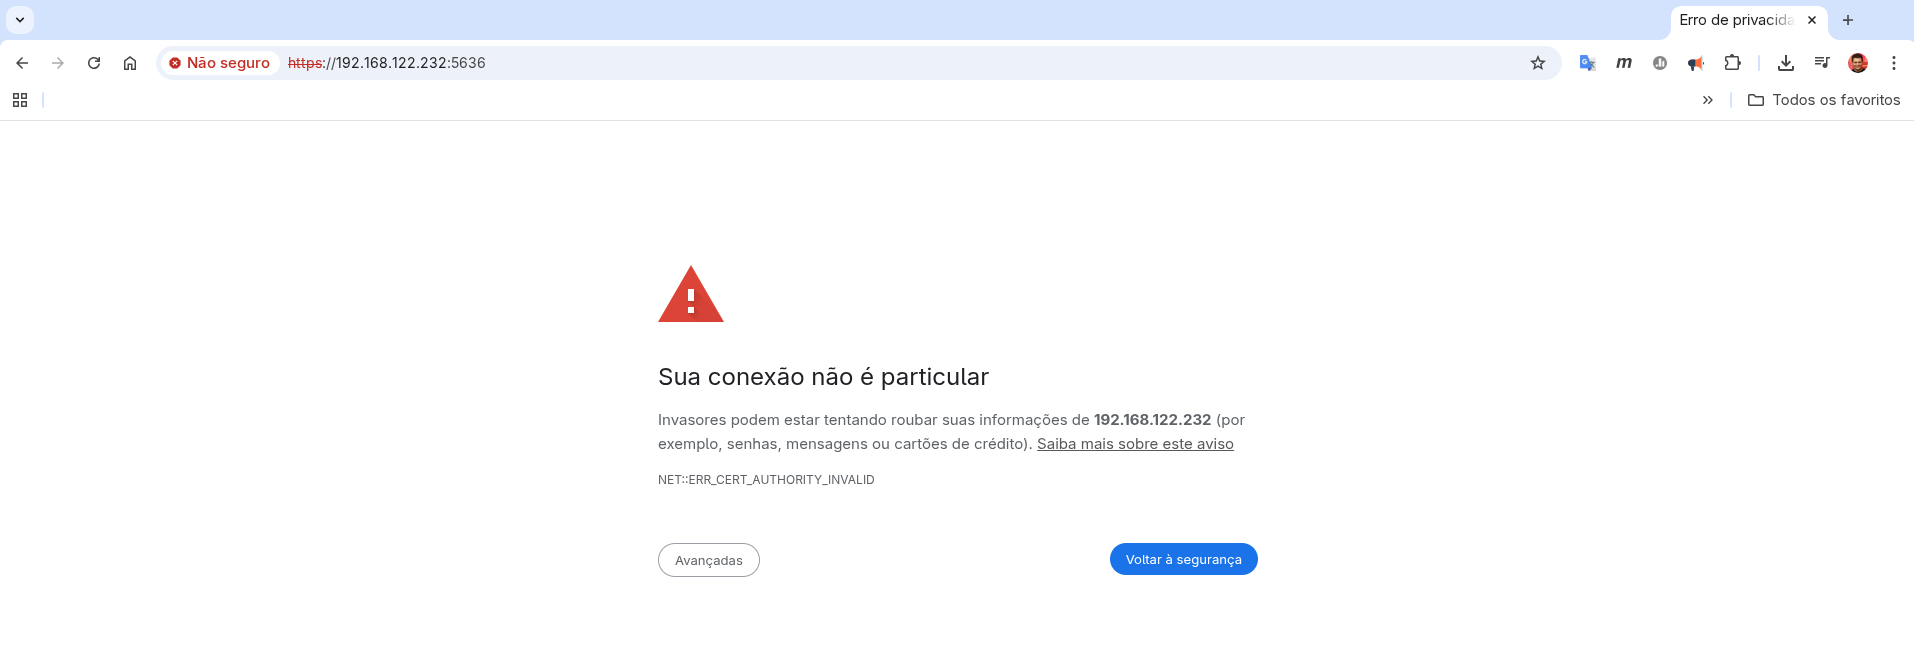 Erro de privacida
Não seguro https://192.168.122.232:5636
m
Todos os favoritos
Sua conexão não é particular
Invasores podem estar tentando roubar suas informações de 192.168.122.232 (por
exemplo, senhas, mensagens ou cartões de crédito). Saiba mais sobre este aviso
NET::ERR_CERT_AUTHORITY_INVALID
Avançadas
Voltar à segurança